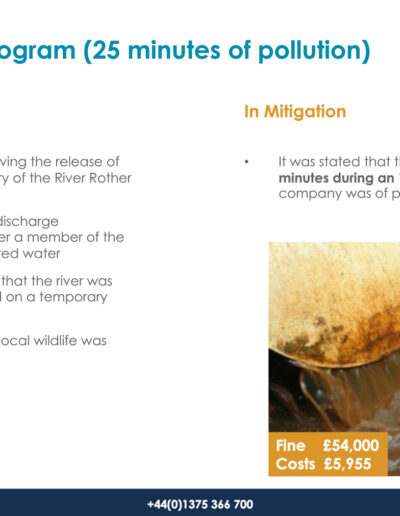 ogram (25 minutes of pollution)
ving the release of
ry of the River Rother
discharge
er a member of the
red water
that the river was
d on a temporary
ocal wildlife was
In Mitigation
• It was stated that t
minutes during an
company was of p
Fine £54,000
Costs £5,955
+44(0)1375 366 700